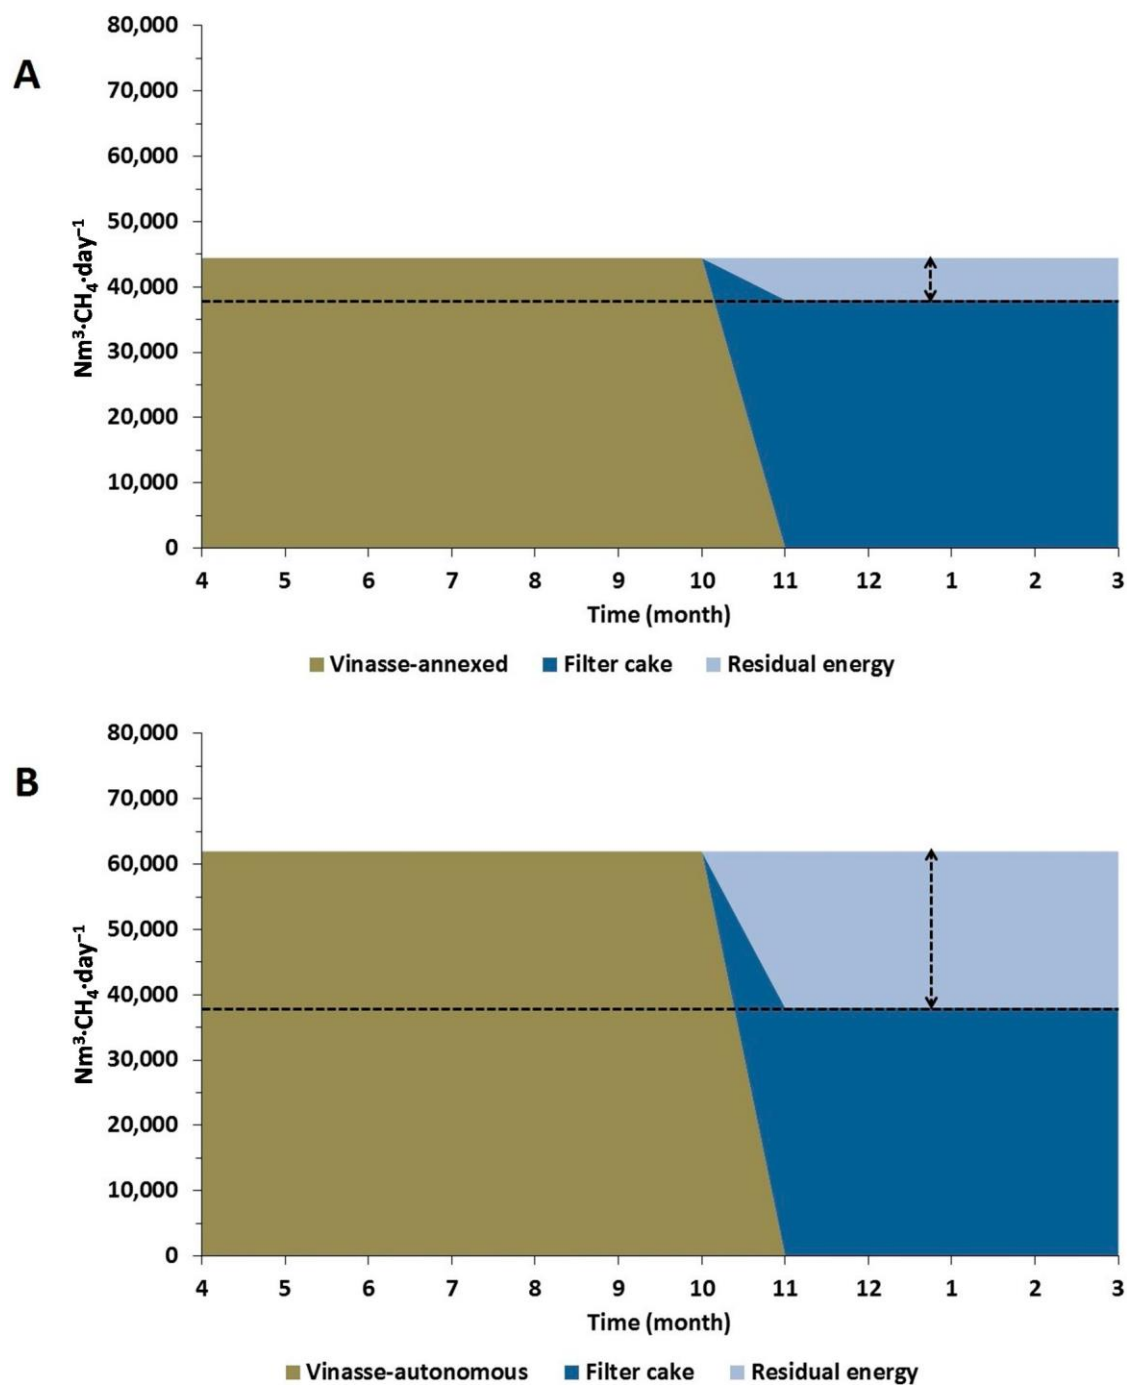 A
80,000
70,000
60,000
50,000
40,000
30,000
20,000
10,000
0
Nm³·CH₄·day⁻¹
4 5 6 7 8 9 10 11 12 1 2 3
Time (month)
Vinasse-annexed Filter cake Residual energy
B
80,000
70,000
60,000
50,000
40,000
30,000
20,000
10,000
0
Nm³·CH₄·day⁻¹
4 5 6 7 8 9 10 11 12 1 2 3
Time (month)
Vinasse-autonomous Filter cake Residual energy